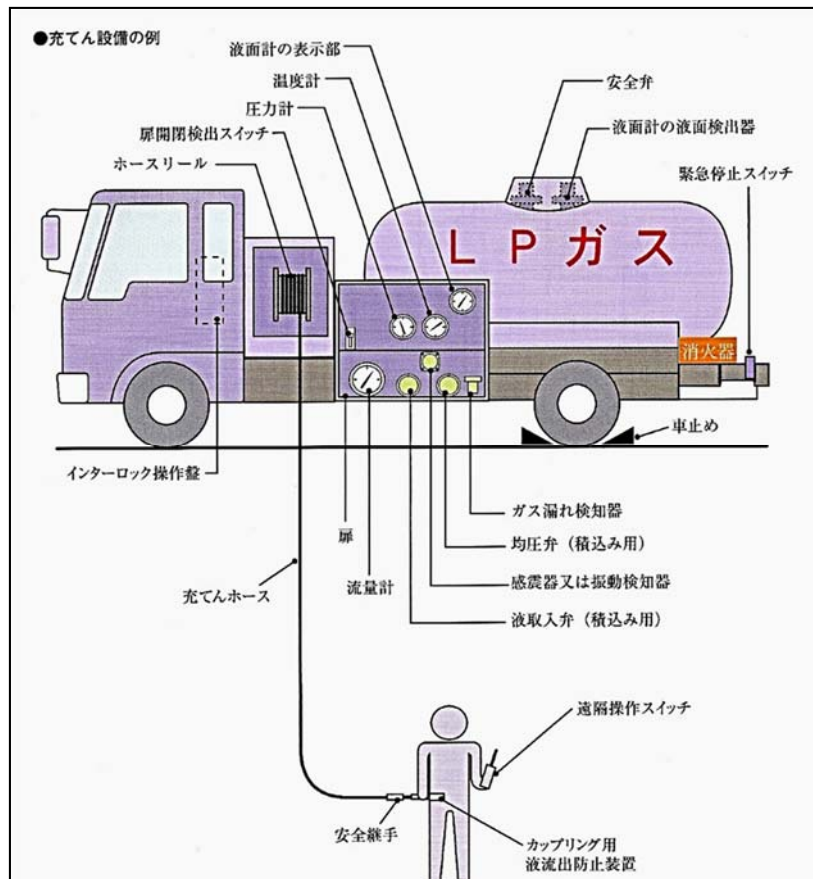 ●充てん設備の例
液面計の表示部
温度計
圧力計
扉開閉検出スイッチ
ホースリール
安全弁
液面計の液面検出器
緊急停止スイッチ
LPガス
消火器
車止め
インターロック操作盤
ガス漏れ検知器
扉
均圧弁（積込み用）
流量計
感震器又は振動検知器
充てんホース
液取入弁（積込み用）
遠隔操作スイッチ
安全継手
カップリング用
液流出防止装置